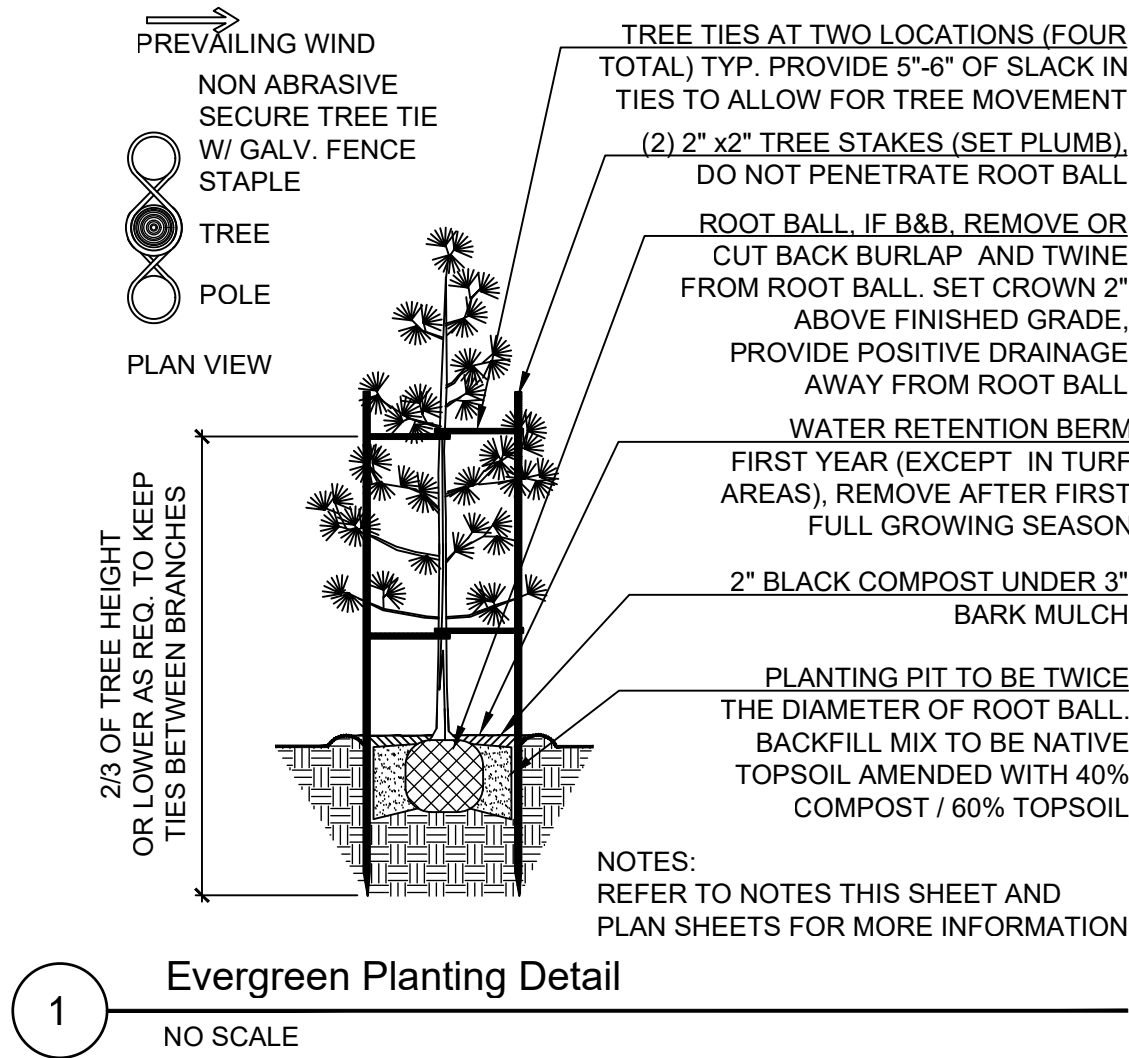 PREVAILING WIND
NON ABRASIVE
SECURE TREE TIE
W/ GALV. FENCE
STAPLE
TREE
POLE
PLAN VIEW
TREE TIES AT TWO LOCATIONS (FOUR
TOTAL) TYP. PROVIDE 5"-6" OF SLACK IN
TIES TO ALLOW FOR TREE MOVEMENT
(2) 2" x2" TREE STAKES (SET PLUMB),
DO NOT PENETRATE ROOT BALL
ROOT BALL, IF B&B, REMOVE OR
CUT BACK BURLAP AND TWINE
FROM ROOT BALL. SET CROWN 2"
ABOVE FINISHED GRADE,
PROVIDE POSITIVE DRAINAGE
AWAY FROM ROOT BALL
WATER RETENTION BERM
FIRST YEAR (EXCEPT IN TURF
AREAS), REMOVE AFTER FIRST
FULL GROWING SEASON
2" BLACK COMPOST UNDER 3"
BARK MULCH
PLANTING PIT TO BE TWICE
THE DIAMETER OF ROOT BALL.
BACKFILL MIX TO BE NATIVE
TOPSOIL AMENDED WITH 40%
COMPOST / 60% TOPSOIL
2/3 OF TREE HEIGHT
OR LOWER AS REQ. TO KEEP
TIES BETWEEN BRANCHES
NOTES:
REFER TO NOTES THIS SHEET AND
PLAN SHEETS FOR MORE INFORMATION
1
Evergreen Planting Detail
NO SCALE